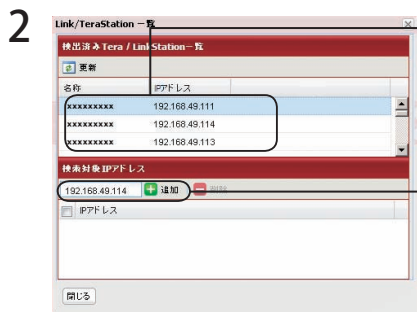 2
Link/TeraStation 一覧
検出済みTera / LinkStation一覧
更新
名称 IPアドレス
xxxxxxxxx 192.168.49.111
xxxxxxxxx 192.168.49.114
xxxxxxxxx 192.168.49.113
検索対象IPアドレス
192.168.49.114 追加 削除
IPアドレス
閉じる